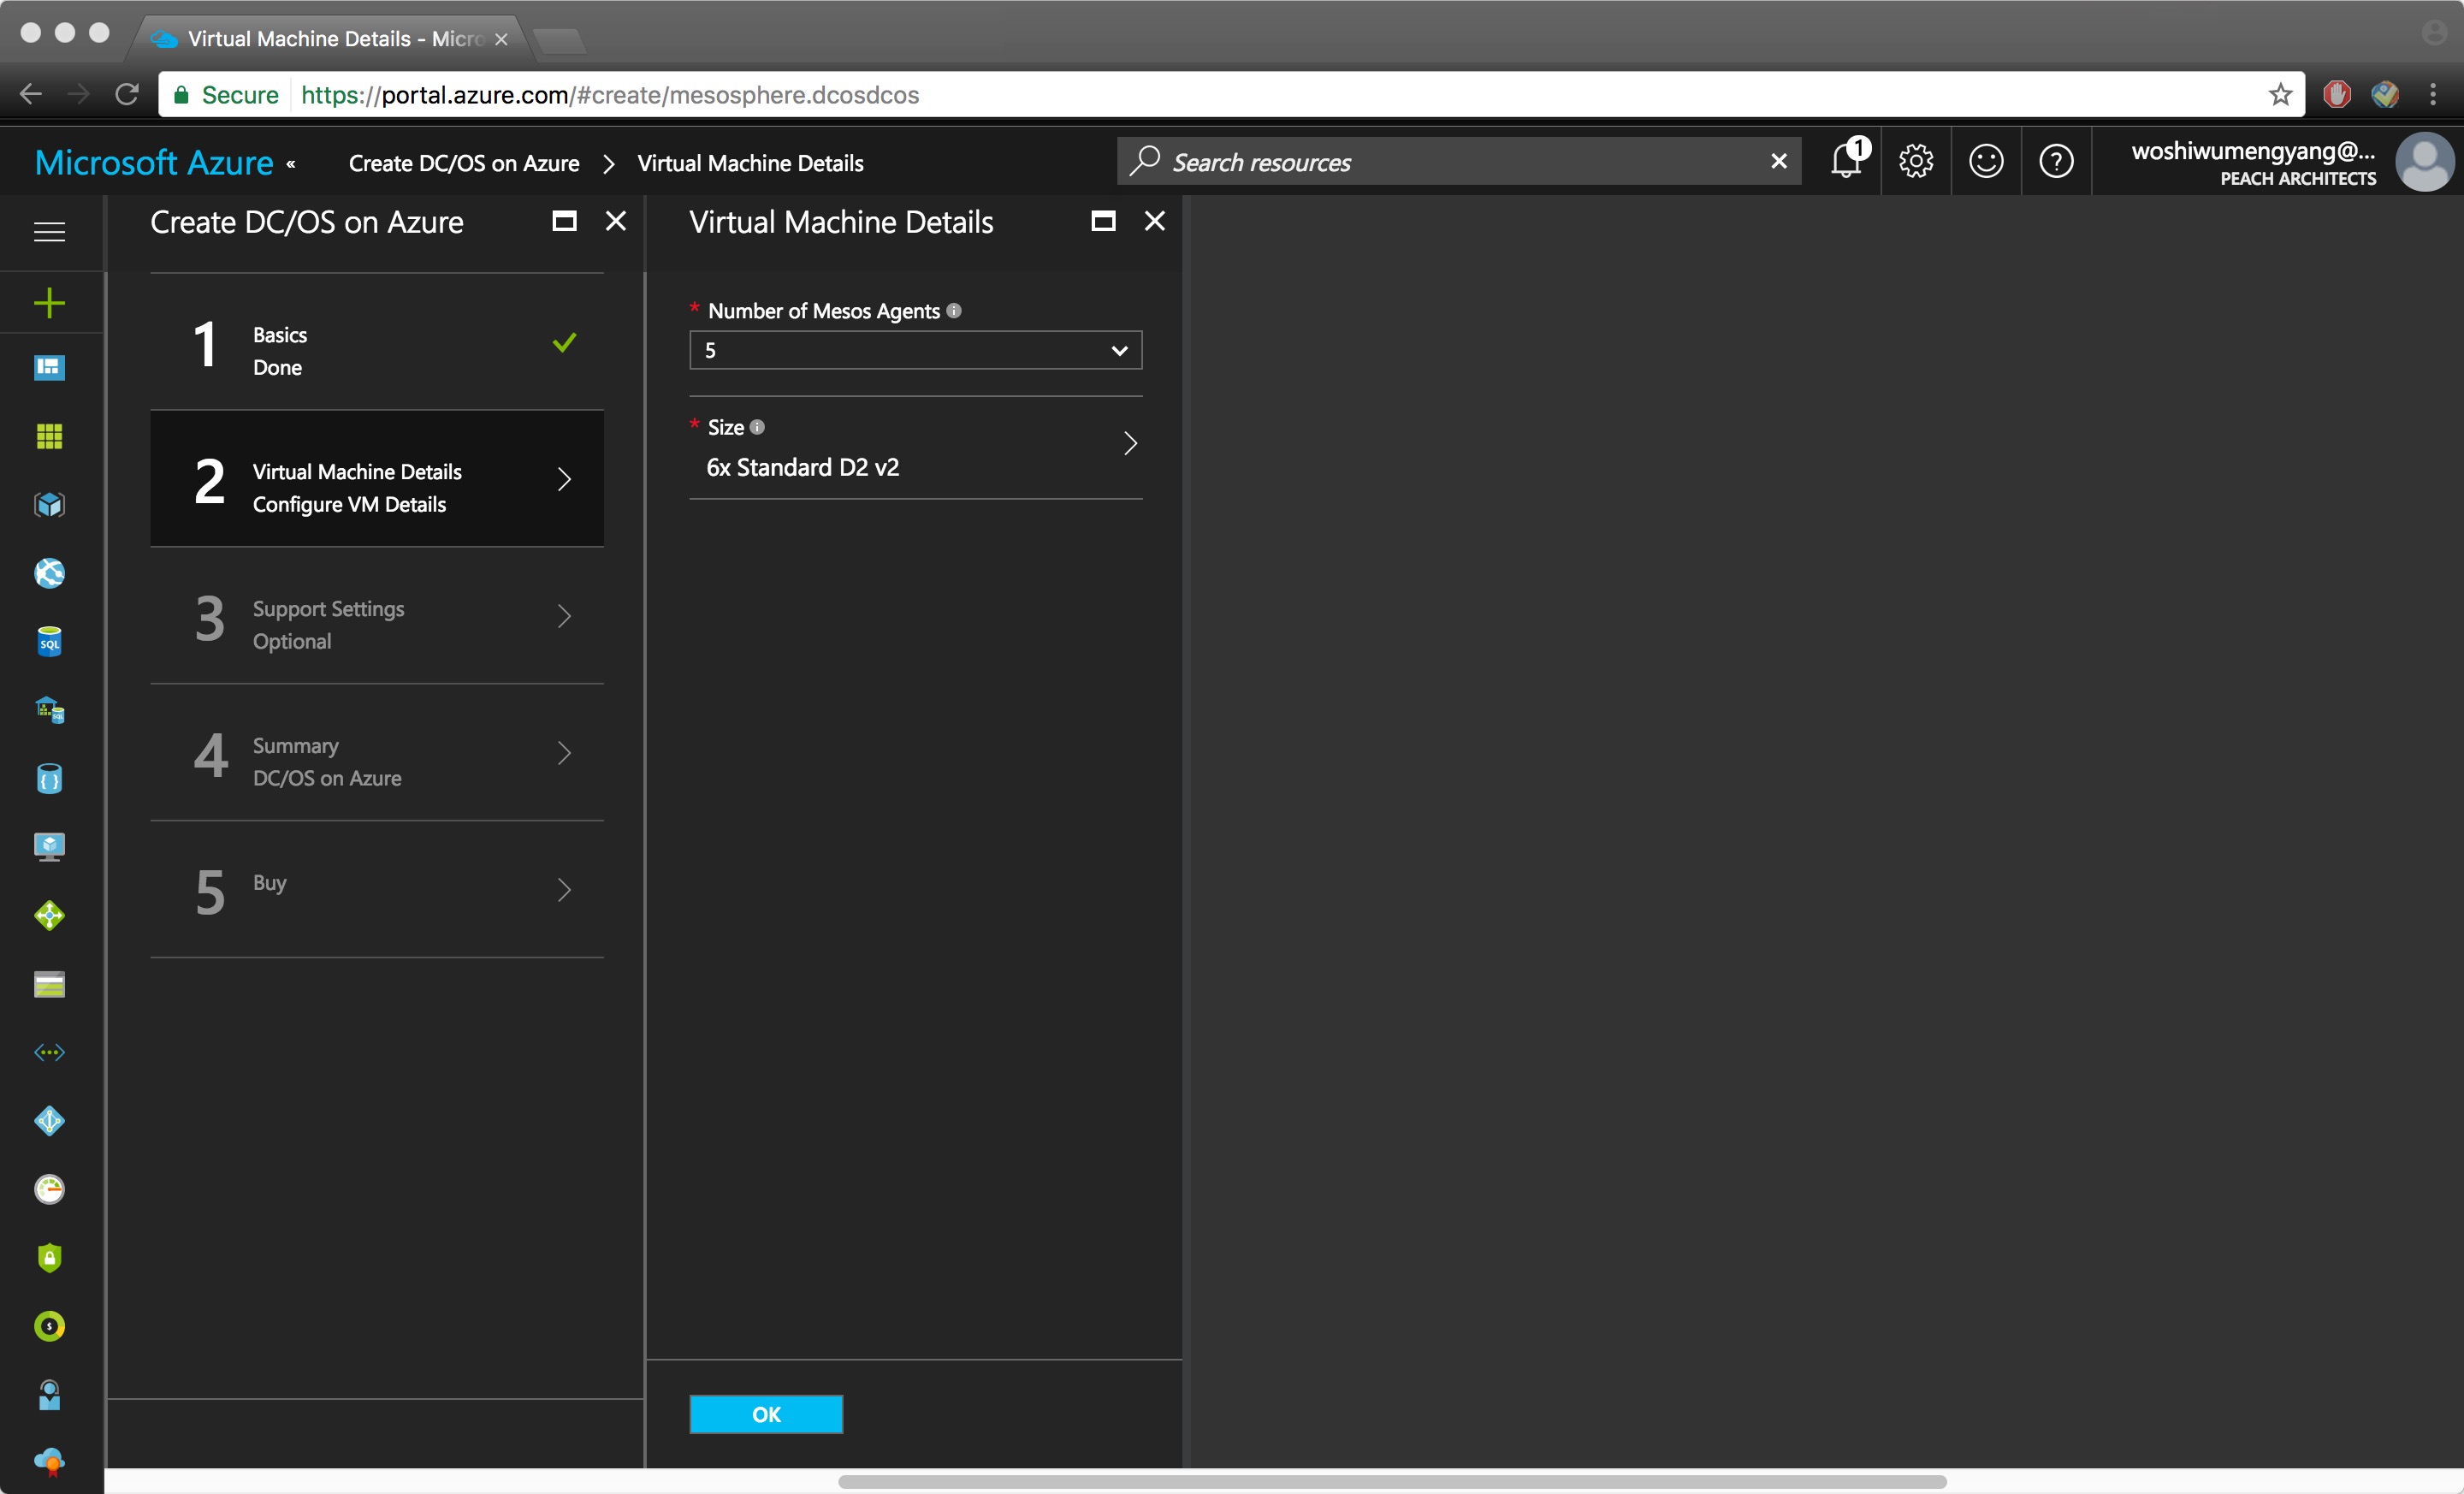 Virtual Machine Details - Micro
Secure https://portal.azure.com/#create/mesosphere.dcosdcos
Microsoft Azure « Create DC/OS on Azure > Virtual Machine Details
Search resources
1
woshiwumengyang@...
PEACH ARCHITECTS
Create DC/OS on Azure
1 Basics
Done
2 Virtual Machine Details
Configure VM Details
3 Support Settings
Optional
4 Summary
DC/OS on Azure
5 Buy
Virtual Machine Details
* Number of Mesos Agents
5
* Size
6x Standard D2 v2
OK
SQL
SQL